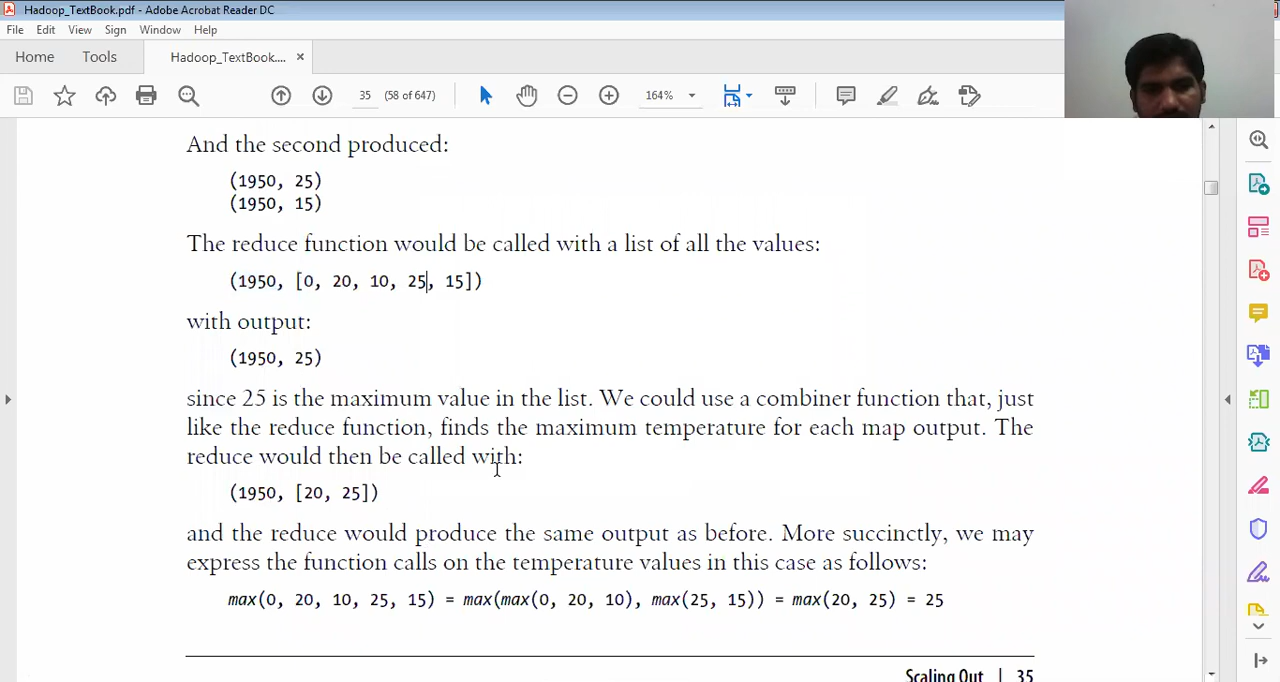 Hadoop_TextBook.pdf - Adobe Acrobat Reader DC
File Edit View Sign Window Help
Home Tools Hadoop_TextBook.... ×
35 (58 of 647) 164%
And the second produced:
(1950, 25)
(1950, 15)
The reduce function would be called with a list of all the values:
(1950, [0, 20, 10, 25, 15])
with output:
(1950, 25)
since 25 is the maximum value in the list. We could use a combiner function that, just
like the reduce function, finds the maximum temperature for each map output. The
reduce would then be called with:
(1950, [20, 25])
and the reduce would produce the same output as before. More succinctly, we may
express the function calls on the temperature values in this case as follows:
max(0, 20, 10, 25, 15) = max(max(0, 20, 10), max(25, 15)) = max(20, 25) = 25
Scaling Out | 35